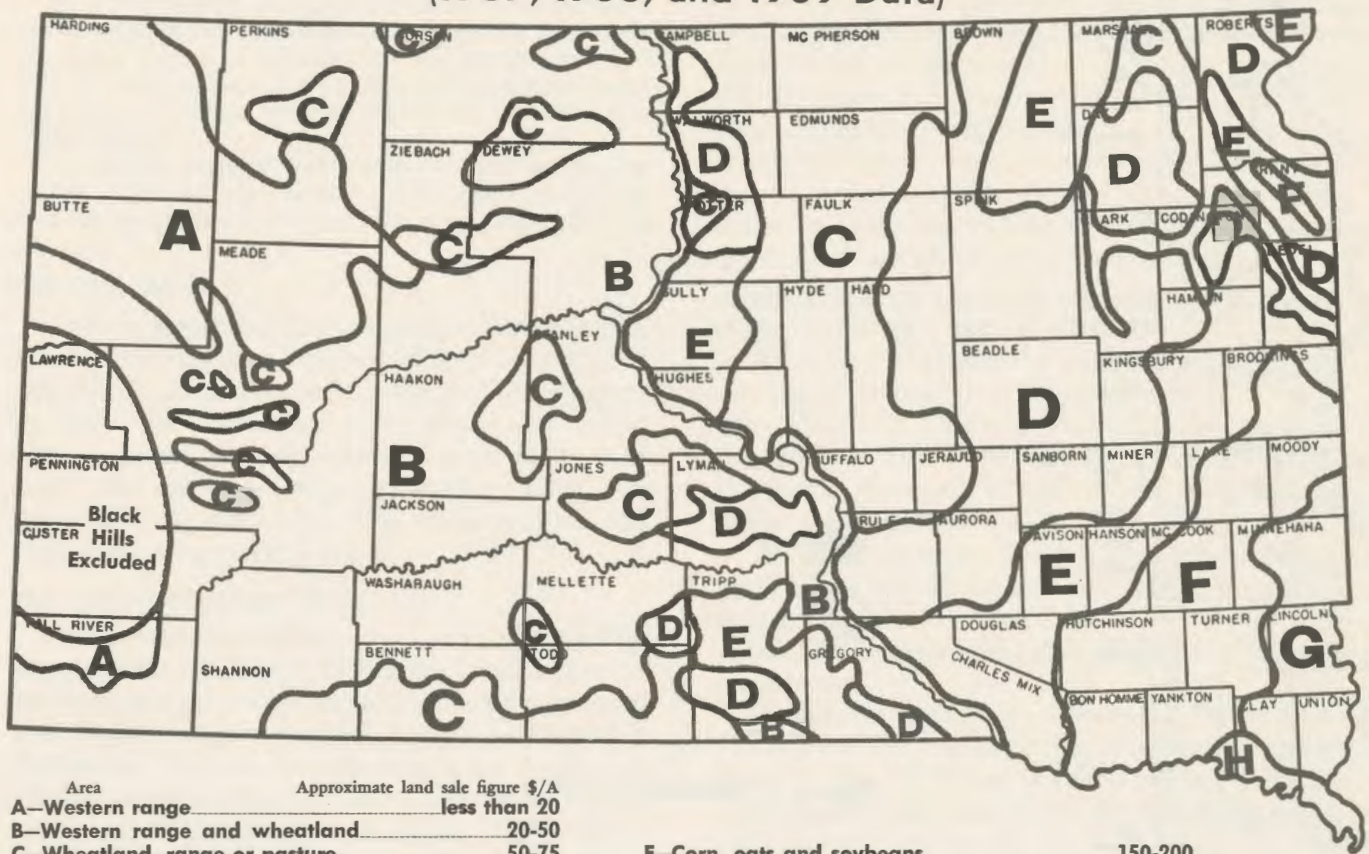 and 1969 Data)
HARDING PERKINS CORSON C C CAMPBELL MC PHERSON BROWN MARSHALL C ROBERTS E
D
C C WALWORTH EDMUNDS E DAY E
ZIEBACH DEWEY D D GRANT F
BUTTE A C POTTER FAULK SPINK CLARK CODINGTON
MEADE C C DEUEL D
B SULLY HYDE HAND HAMLIN
STANLEY E BEADLE
LAWRENCE C C HAAKON C HUGHES KINGSBURY BROOKINGS
C D
PENNINGTON C B JONES LYMAN BUFFALO JERAULD SANBORN MINER LAKE MOODY
C JACKSON C D
CUSTER Black BRULE AURORA DAVISON HANSON MC COOK MINNEHAHA
Hills
Excluded
WASHABAUGH MELLETTE TRIPP B E F
FALL RIVER C D E DOUGLAS HUTCHINSON TURNER LINCOLN
A SHANNON BENNETT TODD GREGORY CHARLES MIX G
C D B D BON HOMME YANKTON CLAY UNION
H
Area Approximate land sale figure $/A
A—Western range less than 20
B—Western range and wheatland 20-50
C—Wheatland, range or pasture 50-75
Corn, oats and soybeans 150-200